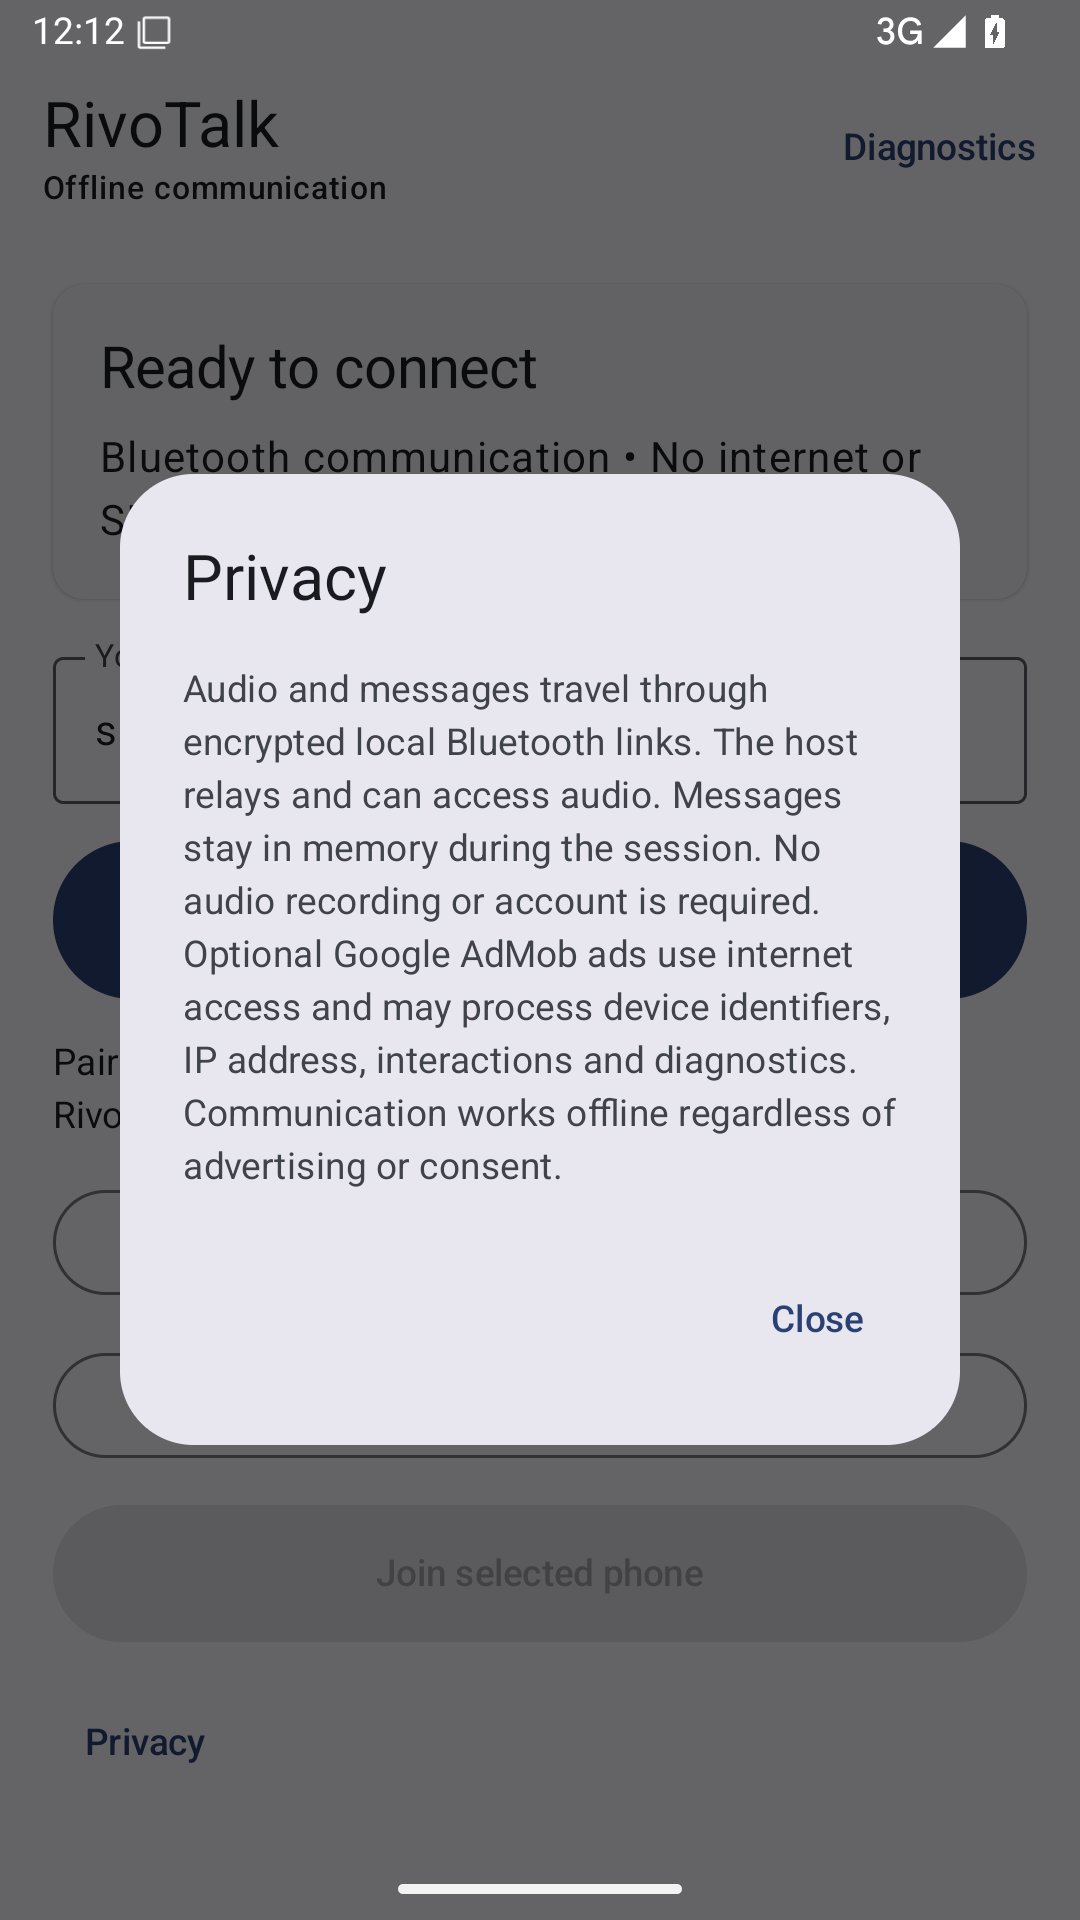 12:12
3G
RivoTalk
Diagnostics
Offline communication
Ready to connect
Bluetooth communication • No internet or
Privacy
Audio and messages travel through
encrypted local Bluetooth links. The host
relays and can access audio. Messages
stay in memory during the session. No
audio recording or account is required.
Optional Google AdMob ads use internet
access and may process device identifiers,
IP address, interactions and diagnostics.
Communication works offline regardless of
advertising or consent.
Close
Pair
Rivo
Join selected phone
Privacy